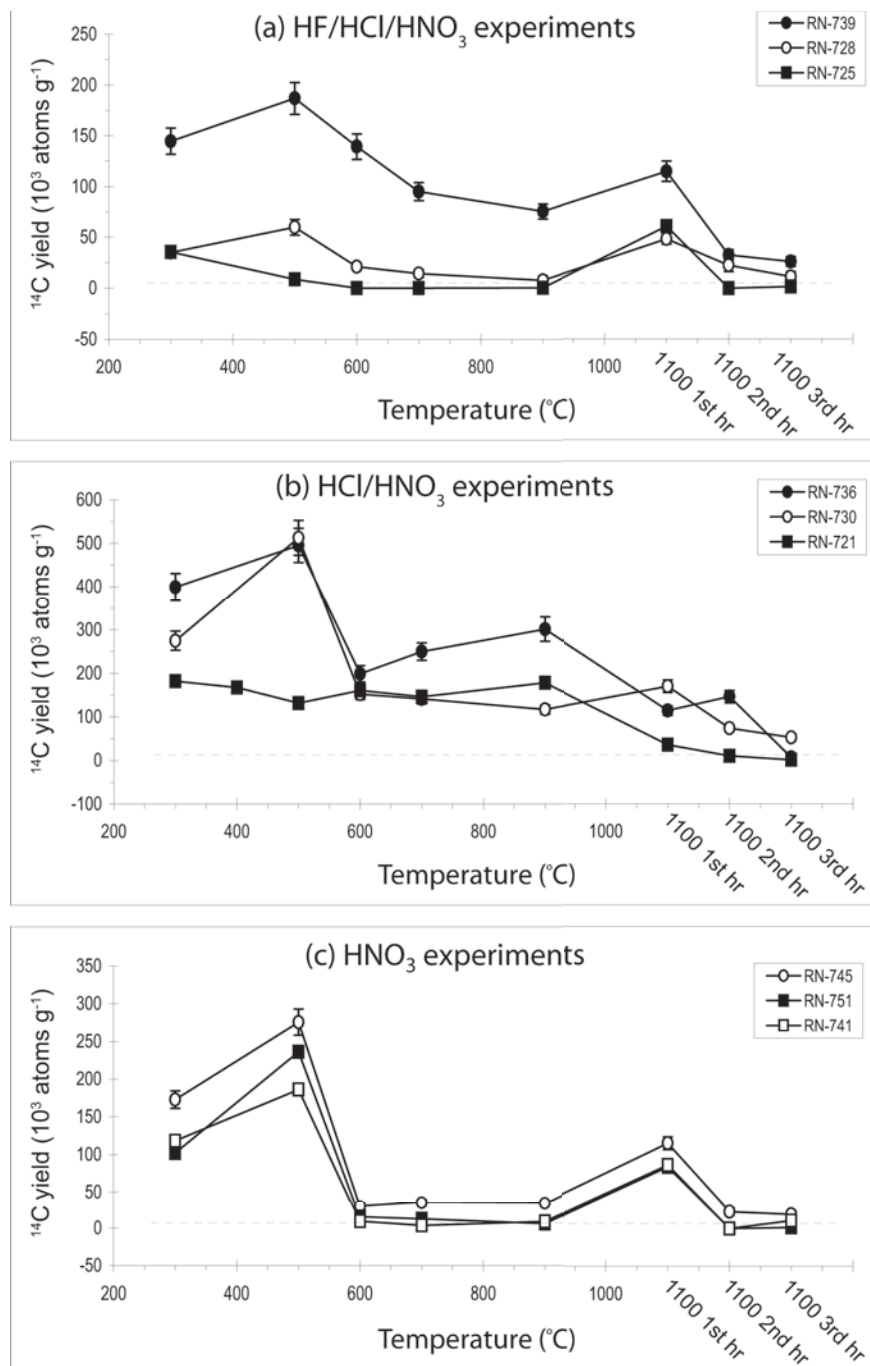 (a) HF/HCl/HNO₃ experiments
250
200
150
100
50
0
-50
¹⁴C yield (10³ atoms g⁻¹)
RN-739
RN-728
RN-725
200
400
600
800
1000
1100 1st hr
1100 2nd hr
1100 3rd hr
Temperature (°C)
(b) HCl/HNO₃ experiments
600
500
400
300
200
100
0
-100
¹⁴C yield (10³ atoms g⁻¹)
RN-736
RN-730
RN-721
200
400
600
800
1000
1100 1st hr
1100 2nd hr
1100 3rd hr
Temperature (°C)
(c) HNO₃ experiments
350
300
250
200
150
100
50
0
-50
¹⁴C yield (10³ atoms g⁻¹)
RN-745
RN-751
RN-741
200
400
600
800
1000
1100 1st hr
1100 2nd hr
1100 3rd hr
Temperature (°C)